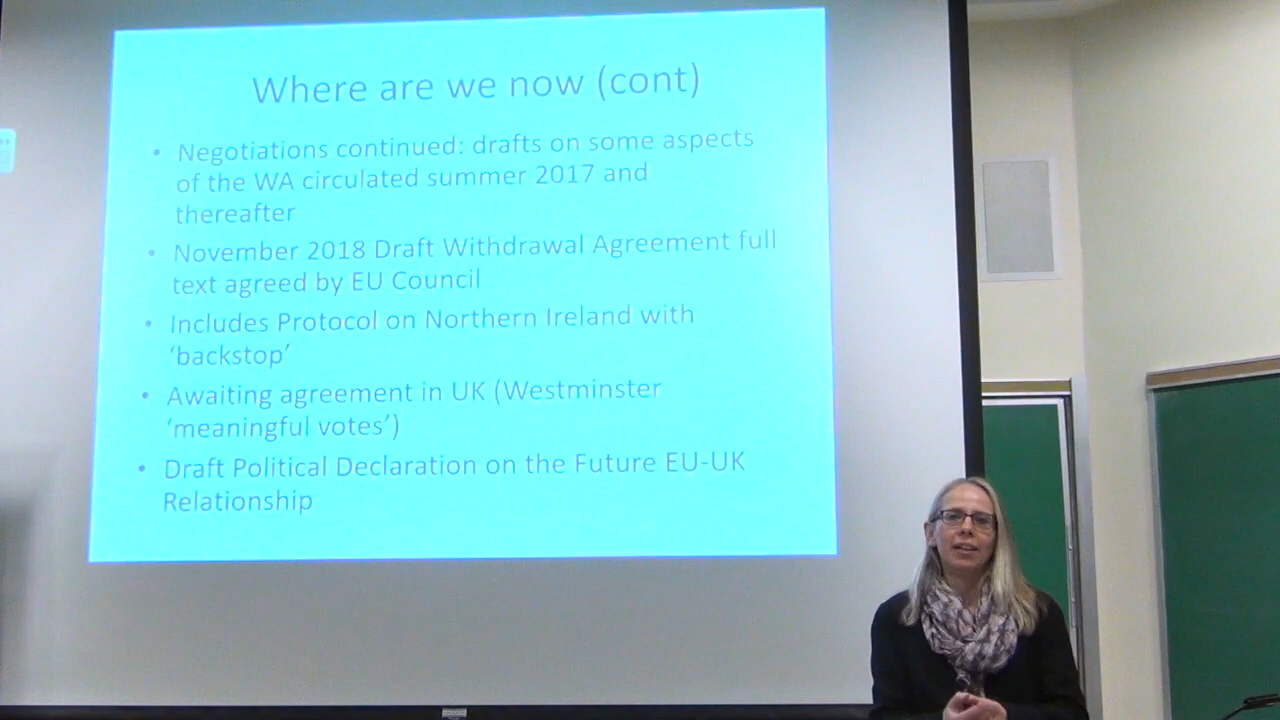 Where are we now (cont)
• Negotiations continued: drafts on some aspects
of the WA circulated summer 2017 and
thereafter
• November 2018 Draft Withdrawal Agreement full
text agreed by EU Council
• Includes Protocol on Northern Ireland with
‘backstop’
• Awaiting agreement in UK (Westminster
‘meaningful votes’)
• Draft Political Declaration on the Future EU-UK
Relationship